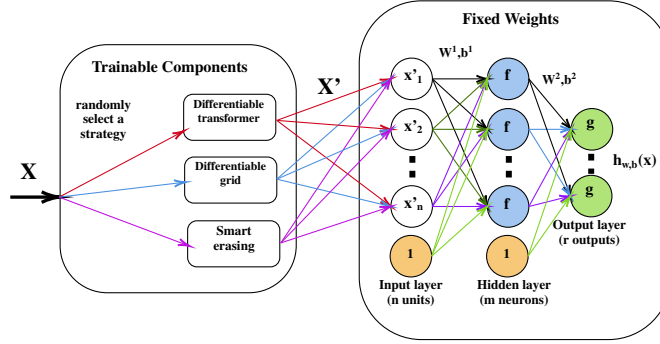 Fixed Weights
Trainable Components
randomly
select a
strategy
X
Differentiable
transformer
Differentiable
grid
Smart
erasing
X'
x'₁
x'₂
x'ₙ
1
Input layer
(n units)
W¹,b¹
f
f
f
1
Hidden layer
(m neurons)
W²,b²
g
g
Output layer
(r outputs)
h_w,b(x)